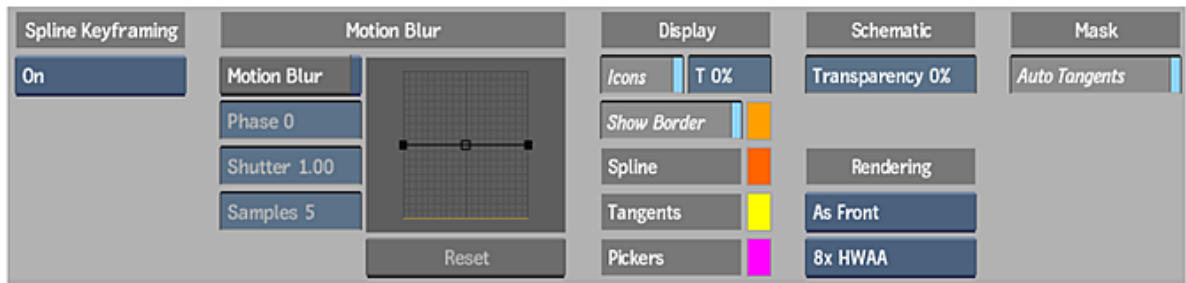 Spline Keyframing
On
Motion Blur
Motion Blur
Phase 0
Shutter 1.00
Samples 5
Reset
Display
Icons
T 0%
Show Border
Spline
Tangents
Pickers
Schematic
Transparency 0%
Rendering
As Front
8x HWAA
Mask
Auto Tangents